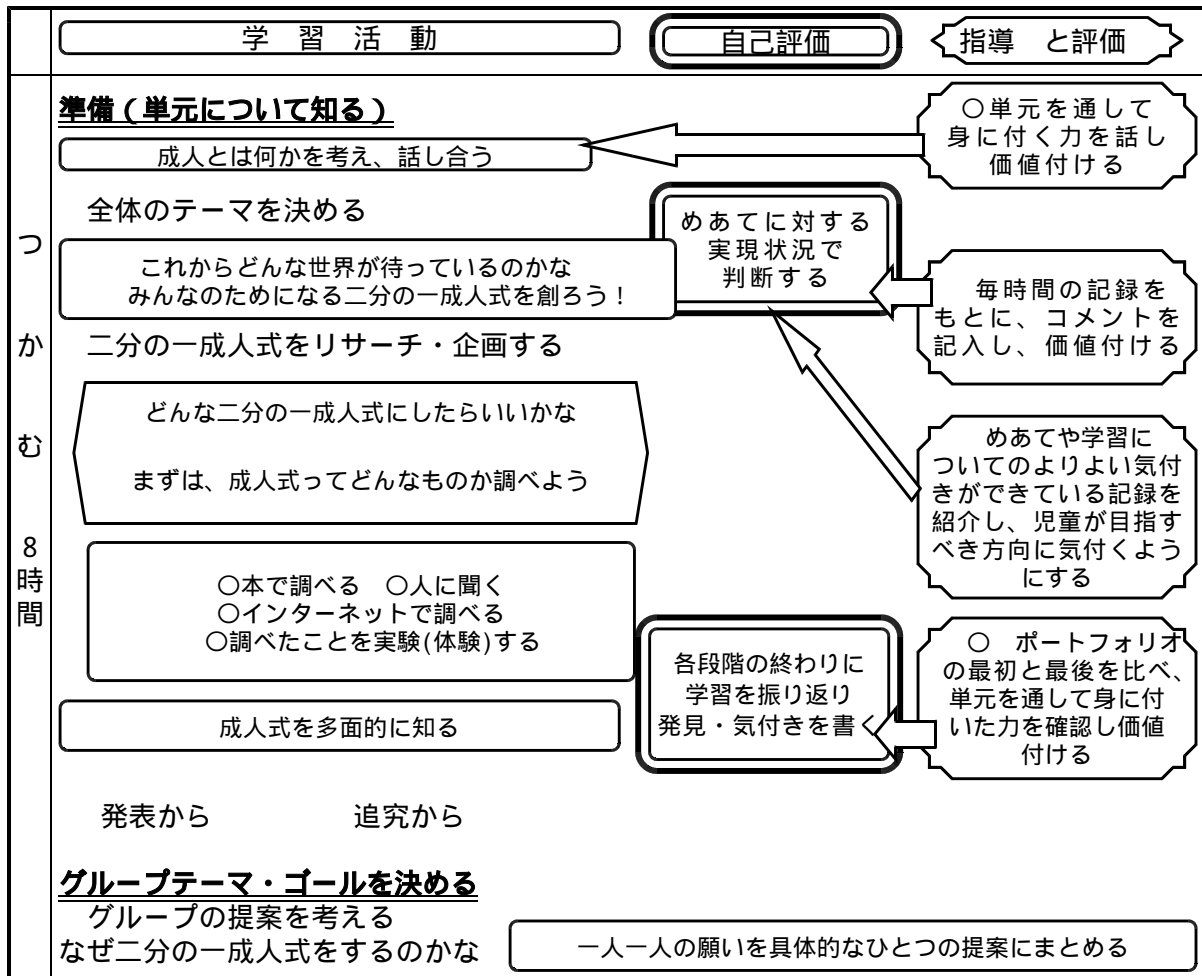 学　習　活　動
自己評価
指導　と評価
つかむ　8時間
準備（単元について知る）
成人とは何かを考え、話し合う
○単元を通して
身に付く力を話し
価値付ける
全体のテーマを決める
これからどんな世界が待っているのかな
みんなのためになる二分の一成人式を創ろう！
めあてに対する
実現状況で
判断する
毎時間の記録を
もとに、コメントを
記入し、価値付ける
二分の一成人式をリサーチ・企画する
どんな二分の一成人式にしたらいいかな
まずは、成人式ってどんなものか調べよう
めあてや学習に
ついてのよりよい気付
きができている記録を
紹介し、児童が目指す
べき方向に気付くよう
にする
○本で調べる　○人に聞く
○インターネットで調べる
○調べたことを実験(体験)する
各段階の終わりに
学習を振り返り
発見・気付きを書く
○　ポートフォリオ
の最初と最後を比べ、
単元を通して身に付
いた力を確認し価値
付ける
成人式を多面的に知る
発表から　追究から
グループテーマ・ゴールを決める
グループの提案を考える
なぜ二分の一成人式をするのかな
一人一人の願いを具体的なひとつの提案にまとめる